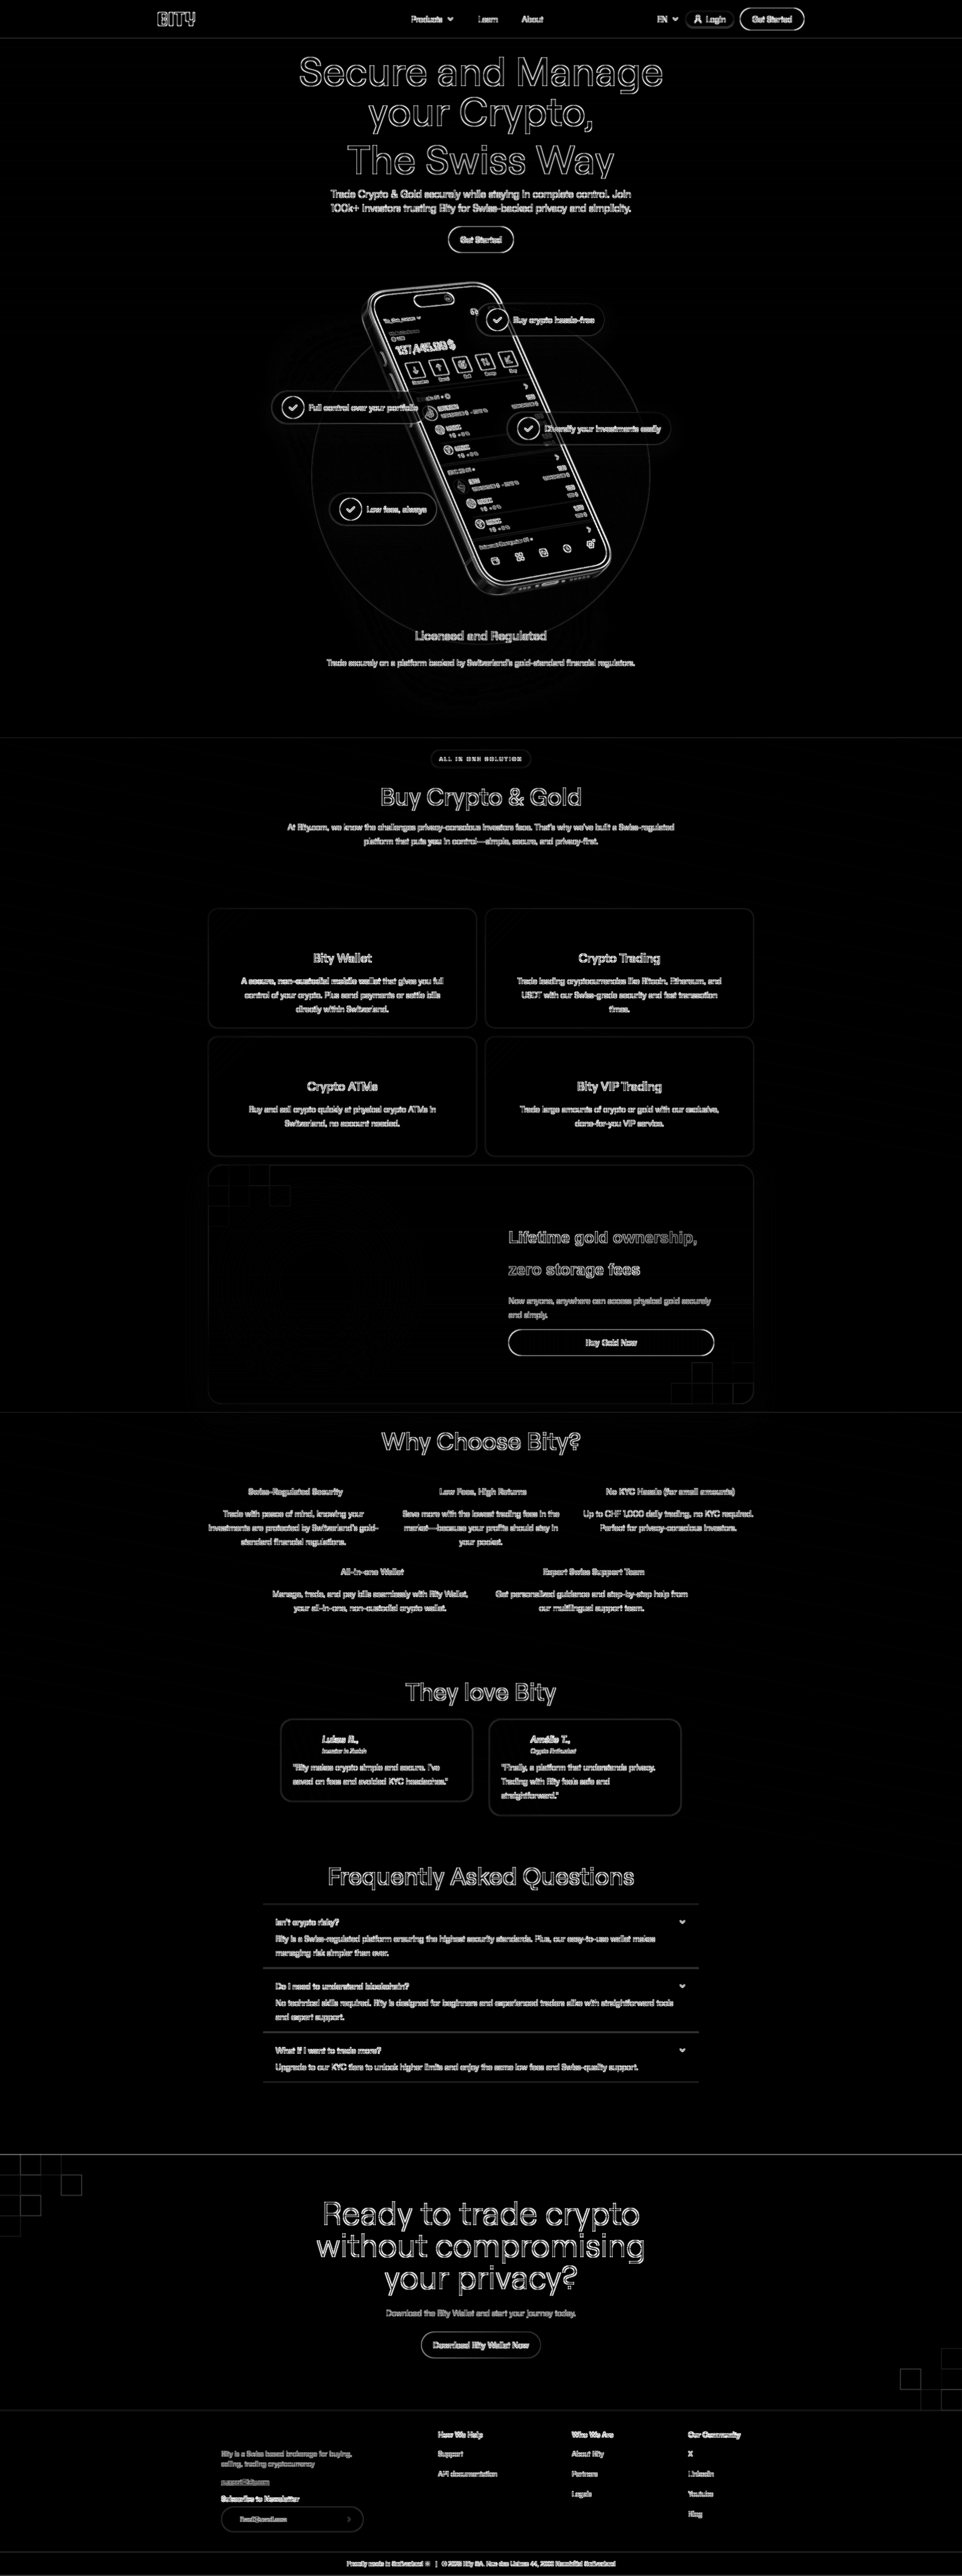 BITY
Products
Learn
About
EN
Login
Get Started
Secure and Manage
your Crypto,
The Swiss Way
Trade Crypto & Gold securely while staying in complete control. Join
100k+ investors trusting Bity for Swiss-backed privacy and simplicity.
Get Started
Buy crypto hassle-free
Full control over your portfolio
Diversify your investments easily
Low fees, always
Licensed and Regulated
Trade securely on a platform backed by Switzerland's gold-standard financial regulators.
ALL IN ONE SOLUTION
Buy Crypto & Gold
At Bity.com, we know the challenges privacy-conscious investors face. That's why we've built a Swiss-regulated
platform that puts you in control—simple, secure, and privacy-first.
Bity Wallet
A secure, non-custodial mobile wallet that gives you full
control of your crypto. Plus send payments or settle bills
directly within Switzerland.
Crypto Trading
Trade leading cryptocurrencies like Bitcoin, Ethereum, and
USDT with our Swiss-grade security and fast transaction
times.
Crypto ATMs
Buy and sell crypto quickly at physical crypto ATMs in
Switzerland, no account needed.
Bity VIP Trading
Trade large amounts of crypto or gold with our exclusive,
done-for-you VIP service.
Lifetime gold ownership,
zero storage fees
Now anyone, anywhere can access physical gold securely
and simply.
Buy Gold Now
Why Choose Bity?
Swiss-Regulated Security
Trade with peace of mind, knowing your
investments are protected by Switzerland's gold-
standard financial regulations.
Low Fees, High Returns
Save more with the lowest trading fees in the
market—because your profits should stay in
your pocket.
No KYC Hassle (for small amounts)
Up to CHF 1,000 daily trading, no KYC required.
Perfect for privacy-conscious investors.
All-in-one Wallet
Manage, trade, and pay bills seamlessly with Bity Wallet,
your all-in-one, non-custodial crypto wallet.
Expert Swiss Support Team
Get personalized guidance and step-by-step help from
our multilingual support team.
They love Bity
Lukas R.,
Investor in Zurich
"Bity makes crypto simple and secure. I've
saved on fees and avoided KYC headaches."
Amélie T.,
Crypto Enthusiast
"Finally, a platform that understands privacy.
Trading with Bity feels safe and
straightforward."
Frequently Asked Questions
Isn't crypto risky?
Bity is a Swiss-regulated platform ensuring the highest security standards. Plus, our easy-to-use wallet makes
managing risk simpler than ever.
Do I need to understand blockchain?
No technical skills required. Bity is designed for beginners and experienced traders alike with straightforward tools
and expert support.
What if I want to trade more?
Upgrade to our KYC tiers to unlock higher limits and enjoy the same low fees and Swiss-quality support.
Ready to trade crypto
without compromising
your privacy?
Download the Bity Wallet and start your journey today.
Download Bity Wallet Now
Bity is a Swiss based brokerage for buying,
selling, trading cryptocurrency
Subscribe to Newsletter
How We Help
Support
API documentation
Who We Are
About Bity
Partners
Legals
Our Community
X
LinkedIn
Youtube
Blog
Proudly made in Switzerland